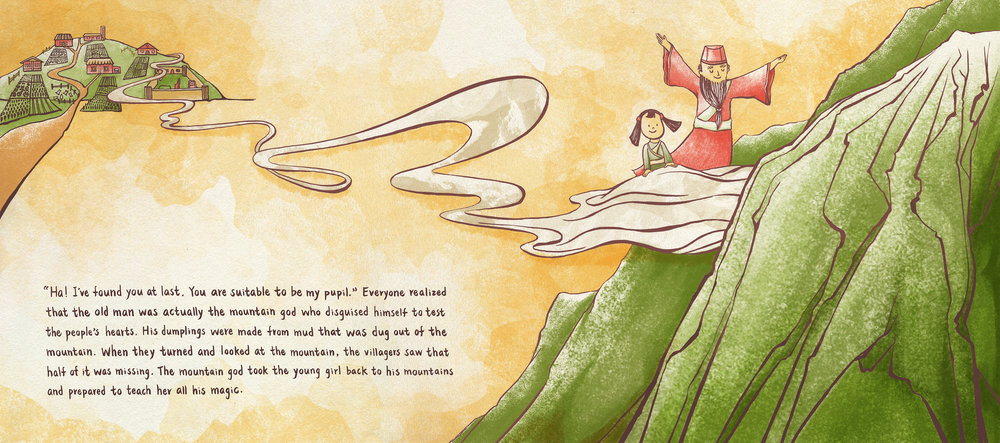 "Ha! I've found you at last. You are suitable to be my pupil." Everyone realized
that the old man was actually the mountain god who disguised himself to test
the people's hearts. His dumplings were made from mud that was dug out of the
mountain. When they turned and looked at the mountain, the villagers saw that
half of it was missing. The mountain god took the young girl back to his mountains
and prepared to teach her all his magic.